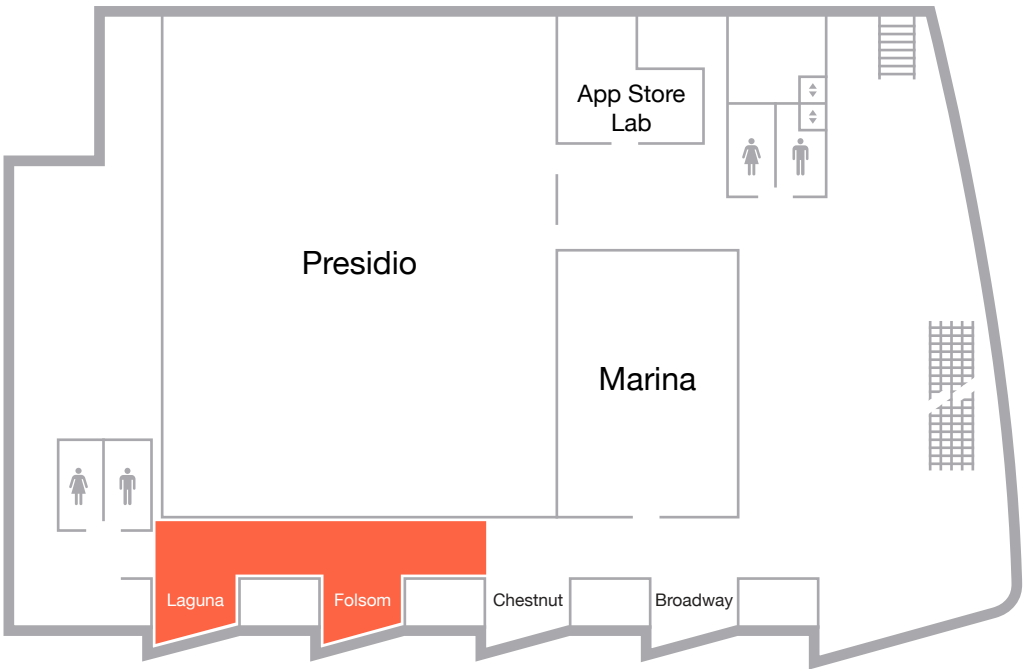 App Store
Lab
Presidio
Marina
Laguna
Folsom
Chestnut
Broadway